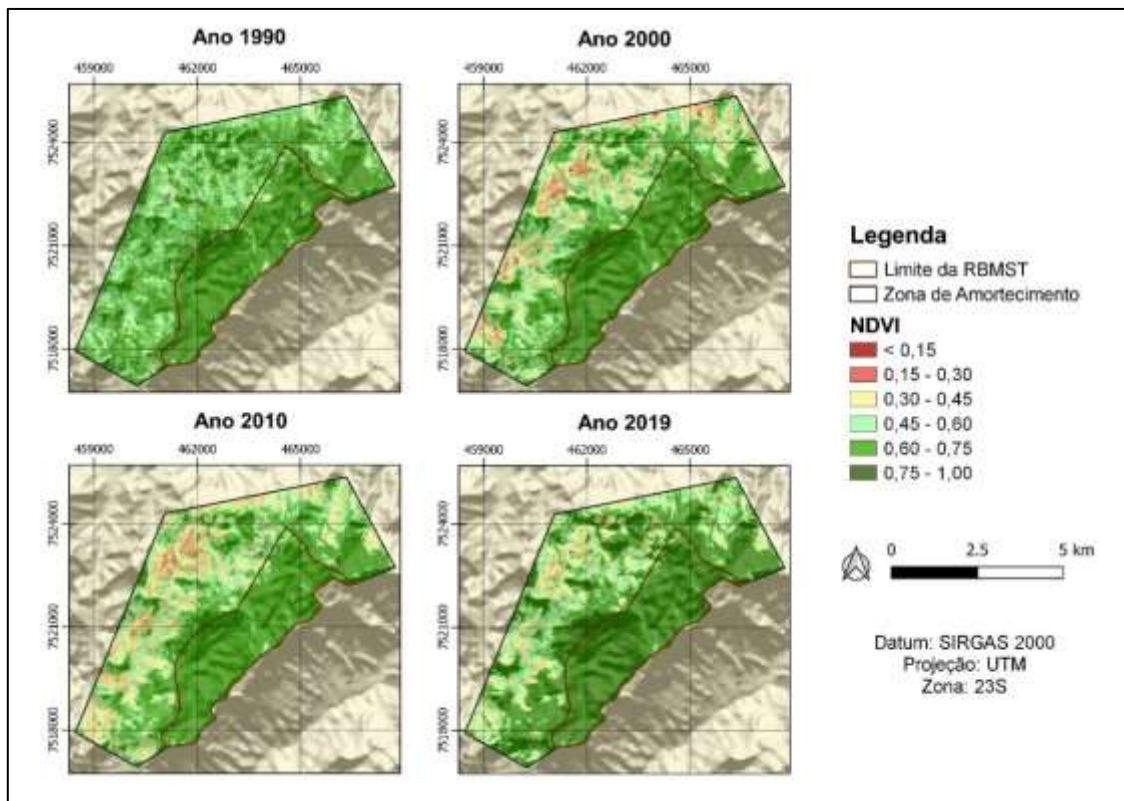 Ano 1990
459000 462000 465000
7524000
7521000
7518000
Ano 2000
459000 462000 465000
7524000
7521000
7518000
Ano 2010
459000 462000 465000
7524000
7521000
7518000
Ano 2019
459000 462000 465000
7524000
7521000
7518000
Legenda
Limite da RBMST
Zona de Amortecimento
NDVI
< 0,15
0,15 - 0,30
0,30 - 0,45
0,45 - 0,60
0,60 - 0,75
0,75 - 1,00
0 2.5 5 km
Datum: SIRGAS 2000
Projeção: UTM
Zona: 23S